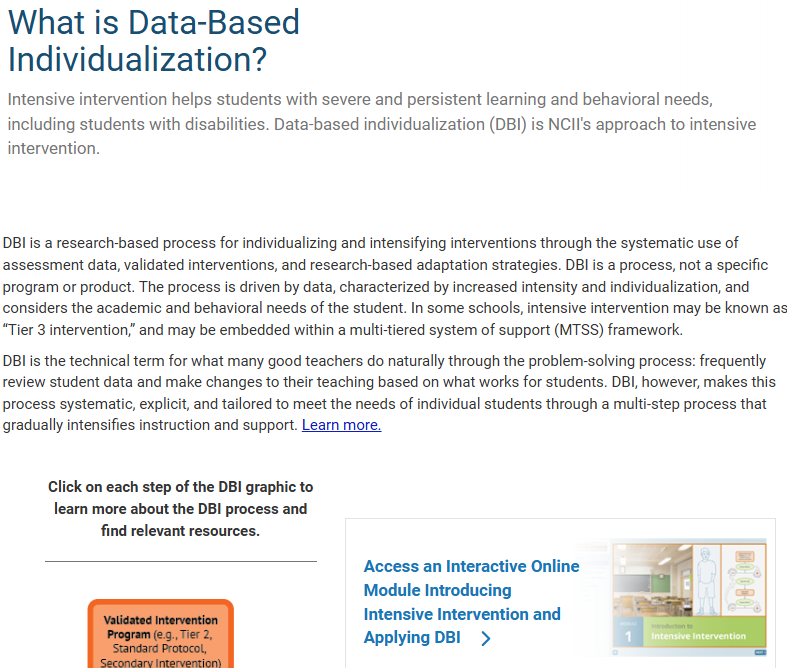 What is Data-Based
Individualization?
Intensive intervention helps students with severe and persistent learning and behavioral needs,
including students with disabilities. Data-based individualization (DBI) is NCII's approach to intensive
intervention.
DBI is a research-based process for individualizing and intensifying interventions through the systematic use of
assessment data, validated interventions, and research-based adaptation strategies. DBI is a process, not a specific
program or product. The process is driven by data, characterized by increased intensity and individualization, and
considers the academic and behavioral needs of the student. In some schools, intensive intervention may be known as
“Tier 3 intervention,” and may be embedded within a multi-tiered system of support (MTSS) framework.
DBI is the technical term for what many good teachers do naturally through the problem-solving process: frequently
review student data and make changes to their teaching based on what works for students. DBI, however, makes this
process systematic, explicit, and tailored to meet the needs of individual students through a multi-step process that
gradually intensifies instruction and support. Learn more.
Click on each step of the DBI graphic to
learn more about the DBI process and
find relevant resources.
Validated Intervention
Program (e.g., Tier 2,
Standard Protocol,
Secondary Intervention)
Access an Interactive Online
Module Introducing
Intensive Intervention and
Applying DBI
1
Introduction to
Intensive Intervention